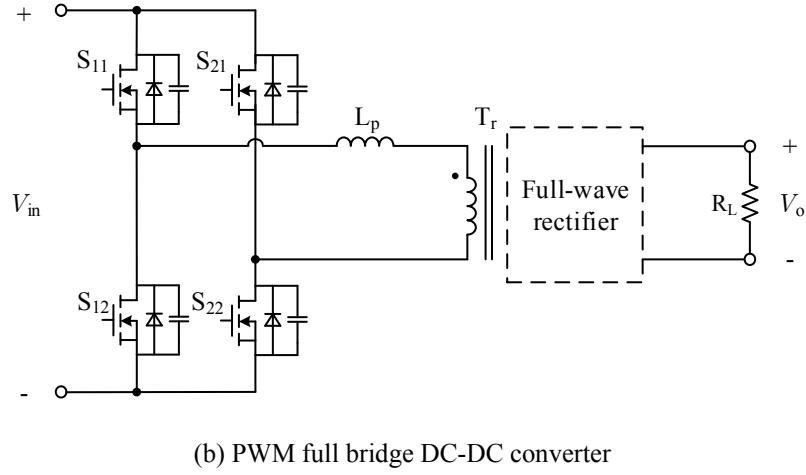 +
S11
S21
Lp
Tr
+
Vin
Full-wave
rectifier
RL
Vo
-
S12
S22
-
(b) PWM full bridge DC-DC converter